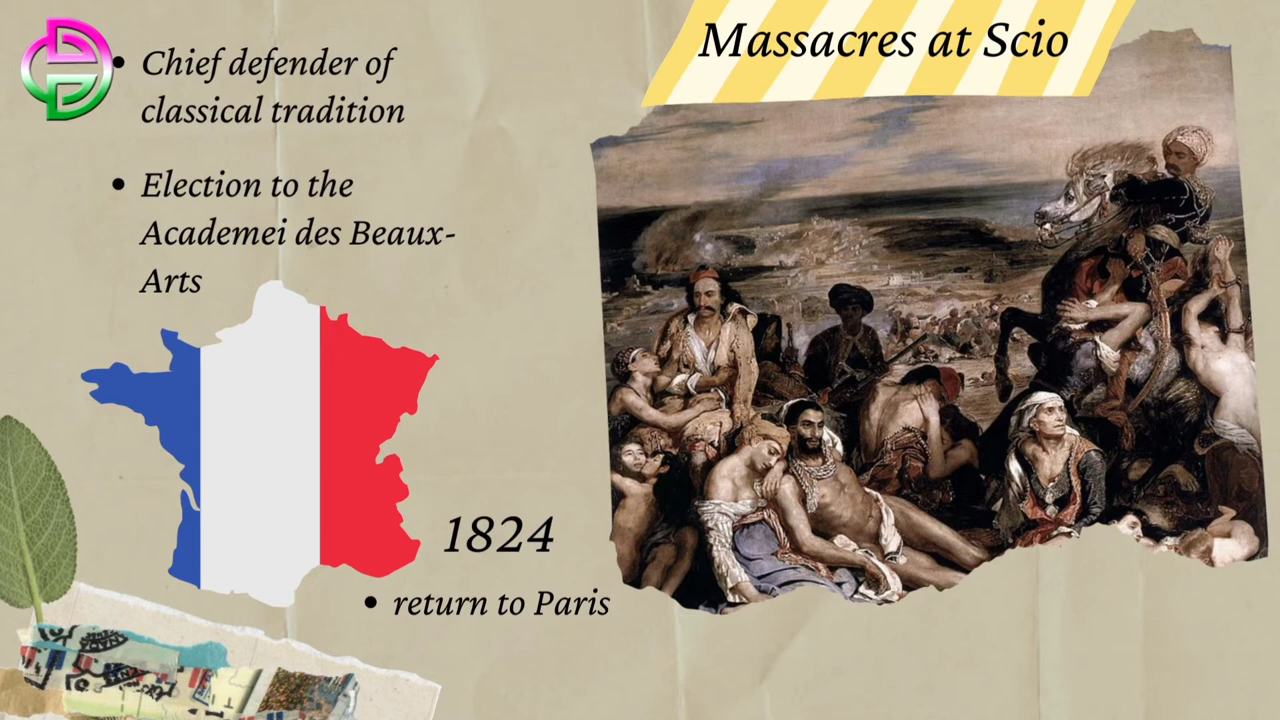 Massacres at Scio
Chief defender of
classical tradition
Election to the
Academei des Beaux-
Arts
1824
return to Paris